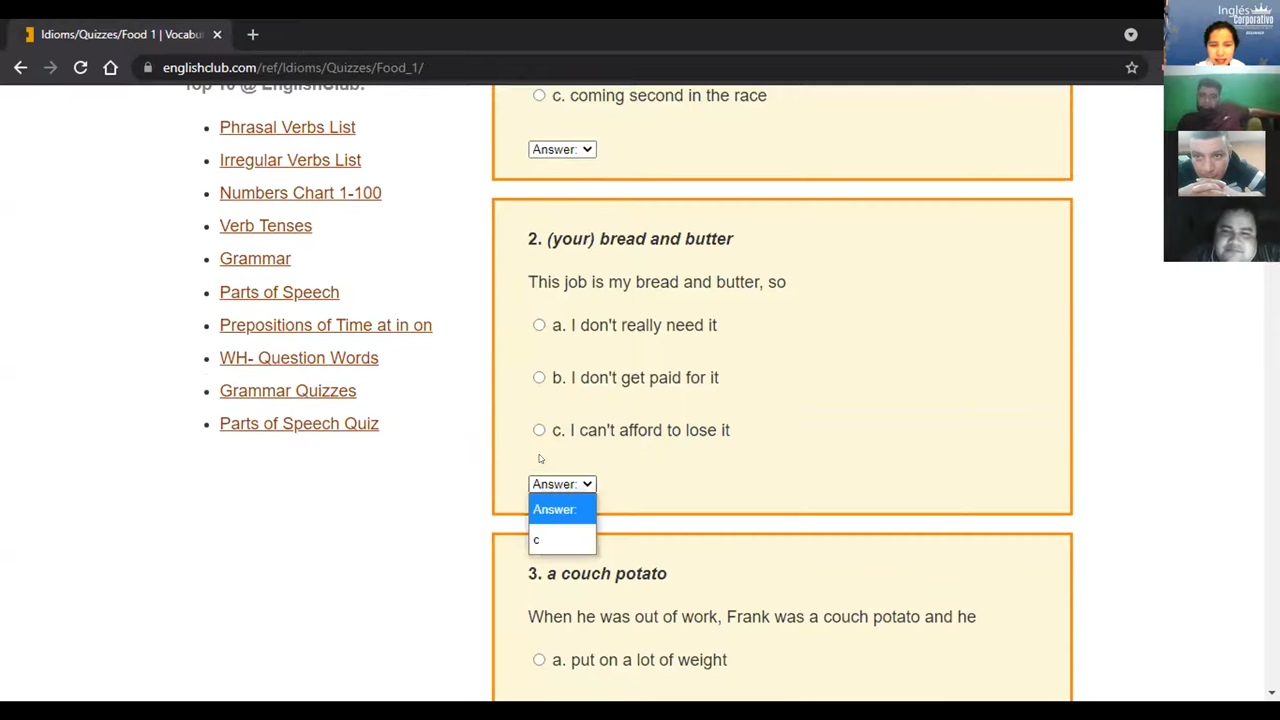 Idioms/Quizzes/Food 1 | Vocabu
englishclub.com/ref/Idioms/Quizzes/Food_1/
Inglés
Corporativo
BEGINNER
Top 10 @ EnglishClub:
Phrasal Verbs List
Irregular Verbs List
Numbers Chart 1-100
Verb Tenses
Grammar
Parts of Speech
Prepositions of Time at in on
WH- Question Words
Grammar Quizzes
Parts of Speech Quiz
c. coming second in the race
Answer:
2. (your) bread and butter
This job is my bread and butter, so
a. I don't really need it
b. I don't get paid for it
c. I can't afford to lose it
Answer:
Answer:
c
3. a couch potato
When he was out of work, Frank was a couch potato and he
a. put on a lot of weight